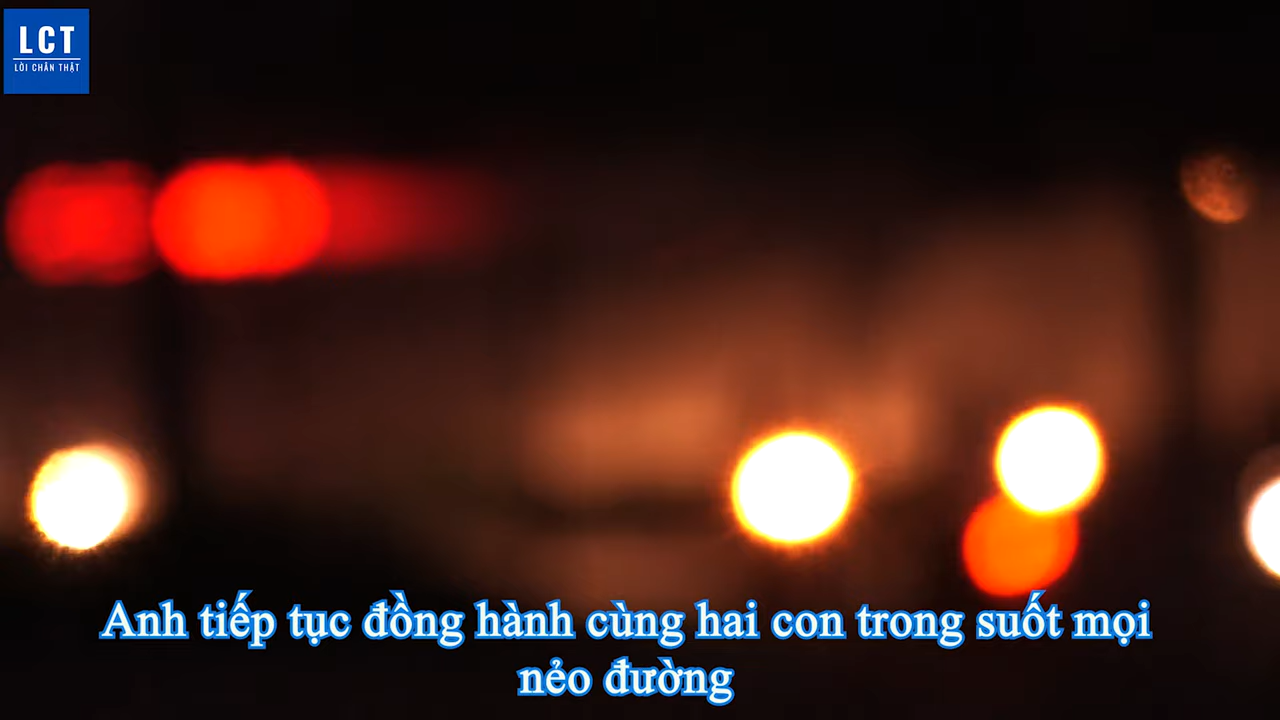 LCT
LỜI CHÂN THẬT
Anh tiếp tục đồng hành cùng hai con trong suốt mọi
nẻo đường